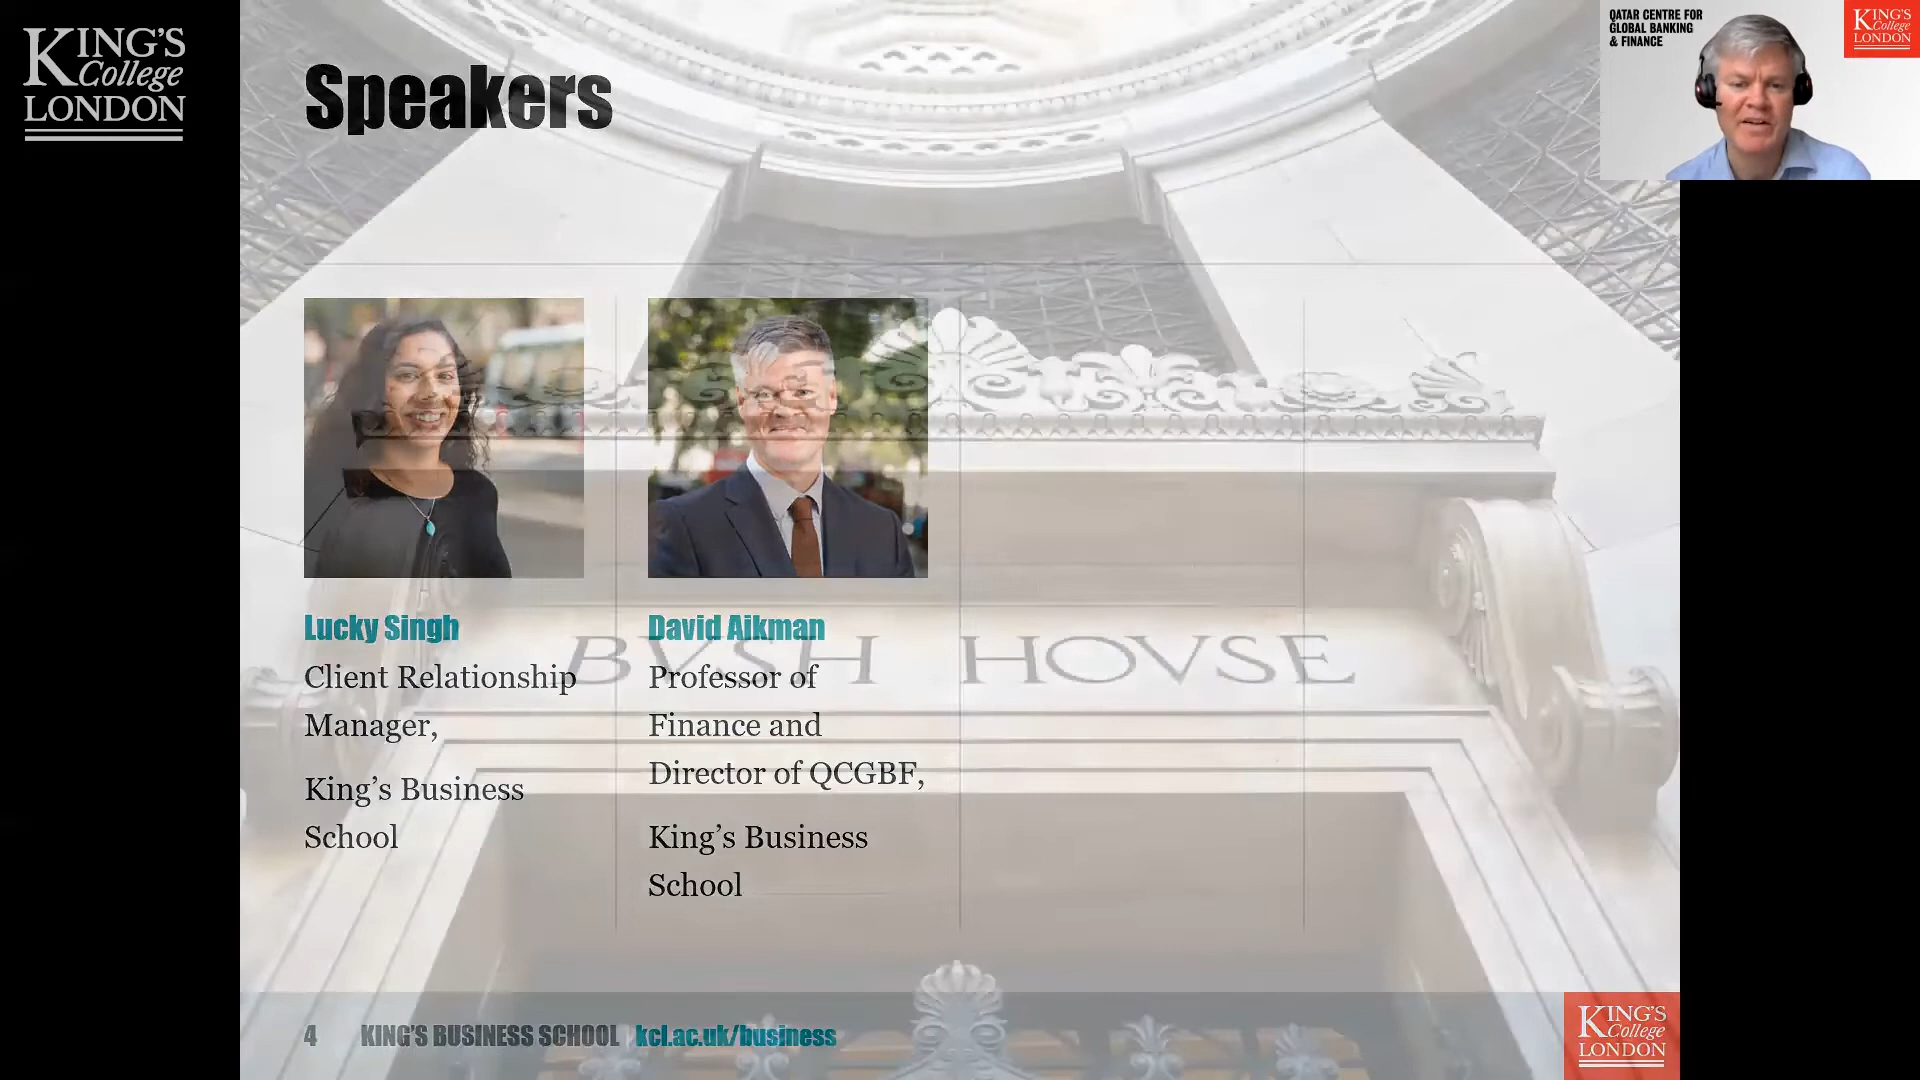 KING'S
College
LONDON
Speakers
QATAR CENTRE FOR
GLOBAL BANKING
& FINANCE
KING'S
College
LONDON
Lucky Singh
Client Relationship
Manager,
King’s Business
School
David Aikman
Professor of
Finance and
Director of QCGBF,
King’s Business
School
BVSH HOVSE
4 KING'S BUSINESS SCHOOL kcl.ac.uk/business
KING'S
College
LONDON